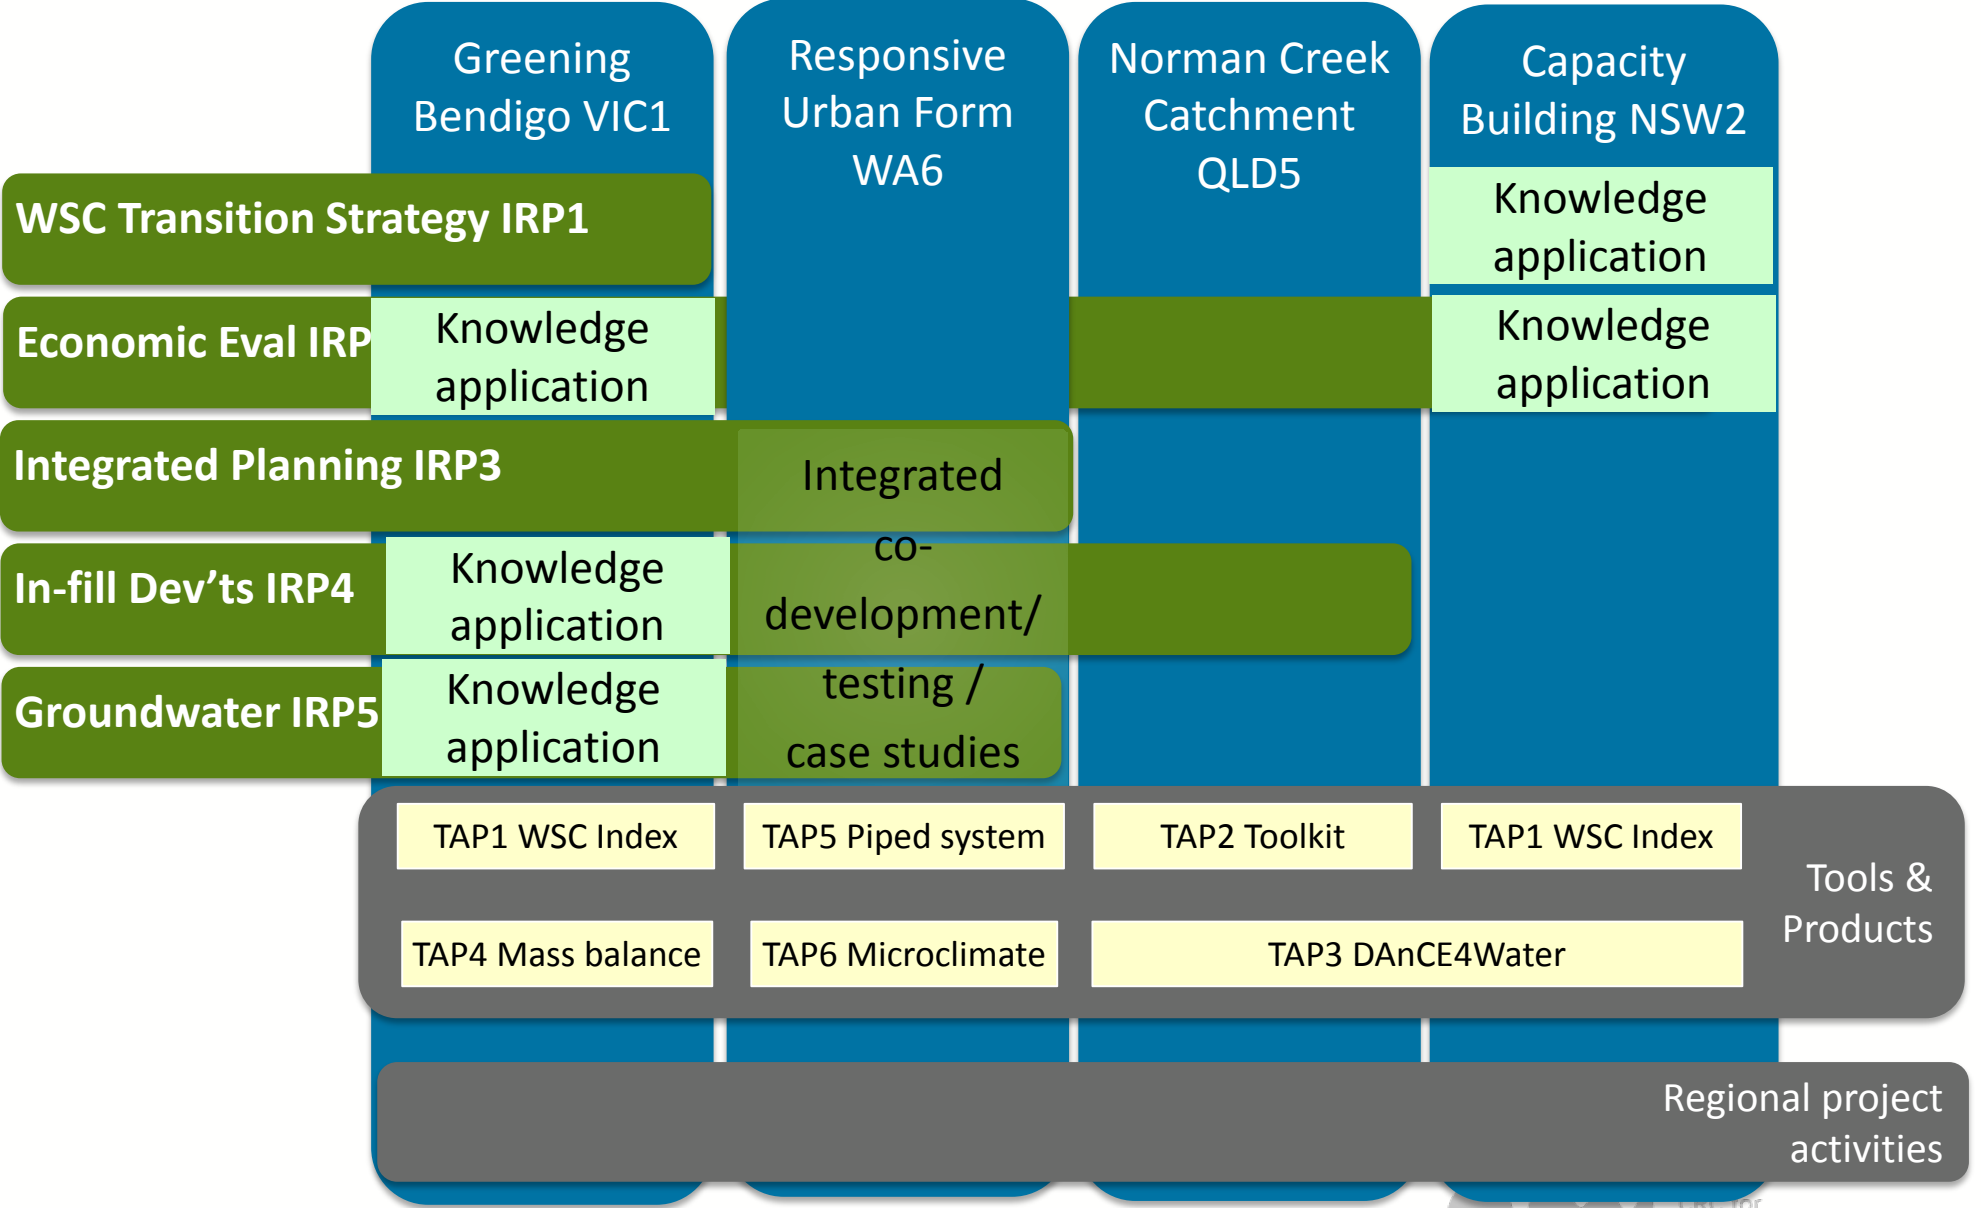 Greening
Bendigo VIC1
Responsive
Urban Form
WA6
Norman Creek
Catchment
QLD5
Capacity
Building NSW2
WSC Transition Strategy IRP1
Knowledge
application
Economic Eval IRP
Knowledge
application
Knowledge
application
Integrated Planning IRP3
Integrated
co-
development/
testing /
case studies
In-fill Dev’ts IRP4
Knowledge
application
Groundwater IRP5
Knowledge
application
TAP1 WSC Index
TAP5 Piped system
TAP2 Toolkit
TAP1 WSC Index
Tools &
Products
TAP4 Mass balance
TAP6 Microclimate
TAP3 DAnCE4Water
Regional project
activities
CRC for